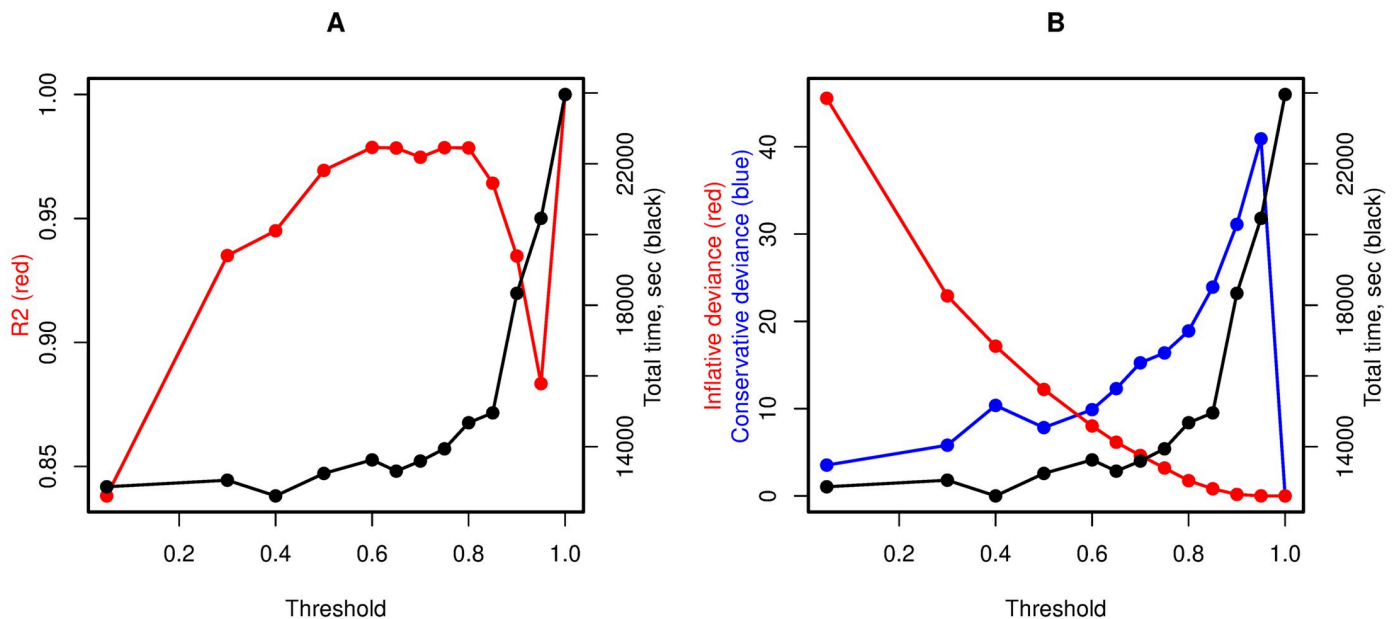 A
R2 (red)
0.85
0.90
0.95
1.00
14000
18000
22000
Total time, sec (black)
0.2
0.4
0.6
0.8
1.0
Threshold
B
Inflative deviance (red)
Conservative deviance (blue)
0
10
20
30
40
14000
18000
22000
Total time, sec (black)
0.2
0.4
0.6
0.8
1.0
Threshold